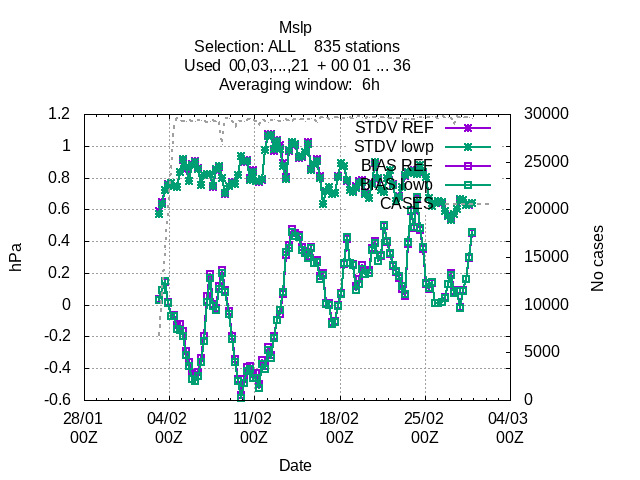 Mslp
Selection: ALL 835 stations
Used 00,03,...,21 + 00 01 ... 36
Averaging window: 6h
STDV REF
STDV lowp
BIAS REF
BIAS lowp
CASES
1.2
1
0.8
0.6
0.4
0.2
0
-0.2
-0.4
-0.6
hPa
30000
25000
20000
15000
10000
5000
0
No cases
28/01 04/02 11/02 18/02 25/02 04/03
00Z 00Z 00Z 00Z 00Z 00Z
Date